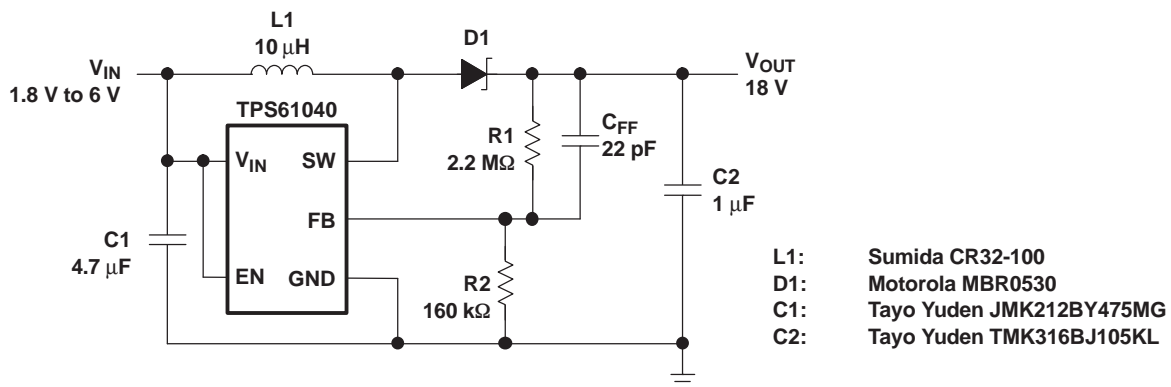 L1
10 μH
D1
VIN
1.8 V to 6 V
VOUT
18 V
TPS61040
VIN
SW
FB
EN
GND
R1
2.2 MΩ
CFF
22 pF
C2
1 μF
C1
4.7 μF
R2
160 kΩ
L1: Sumida CR32-100
D1: Motorola MBR0530
C1: Tayo Yuden JMK212BY475MG
C2: Tayo Yuden TMK316BJ105KL